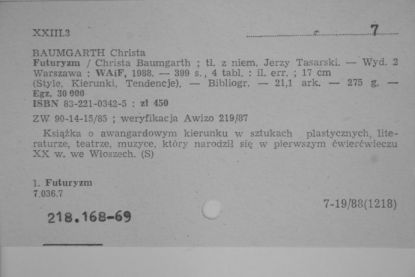 XXIII.3
7
BAUMGARTH Christa
Futuryzm / Christa Baumgarth ; tł. z niem. Jerzy Tasarski. — Wyd. 2
Warszawa : WAiF, 1988. — 399 s., 4 tabl. : il. err. ; 17 cm
(Style, Kierunki, Tendencje). — Bibliogr. — 21,1 ark. — 275 g. —
Egz. 30 000
ISBN 83-221-0342-5 : zł 450
ZW 90-14-15/85 ; weryfikacja Awizo 219/87
Książka o awangardowym kierunku w sztukach plastycznych, lite-
raturze, teatrze, muzyce, który narodził się w pierwszym ćwierćwieczu
XX w. we Włoszech. (S)
1. Futuryzm
7.036.7
7-19/88(1218)
218.168-69